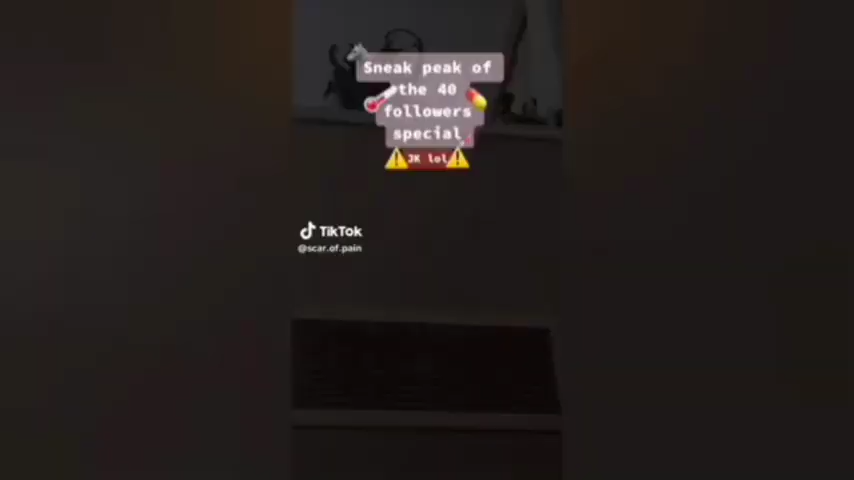 Sneak peak of
the 40
followers
special
JK lol
TikTok
@scar.of.pain